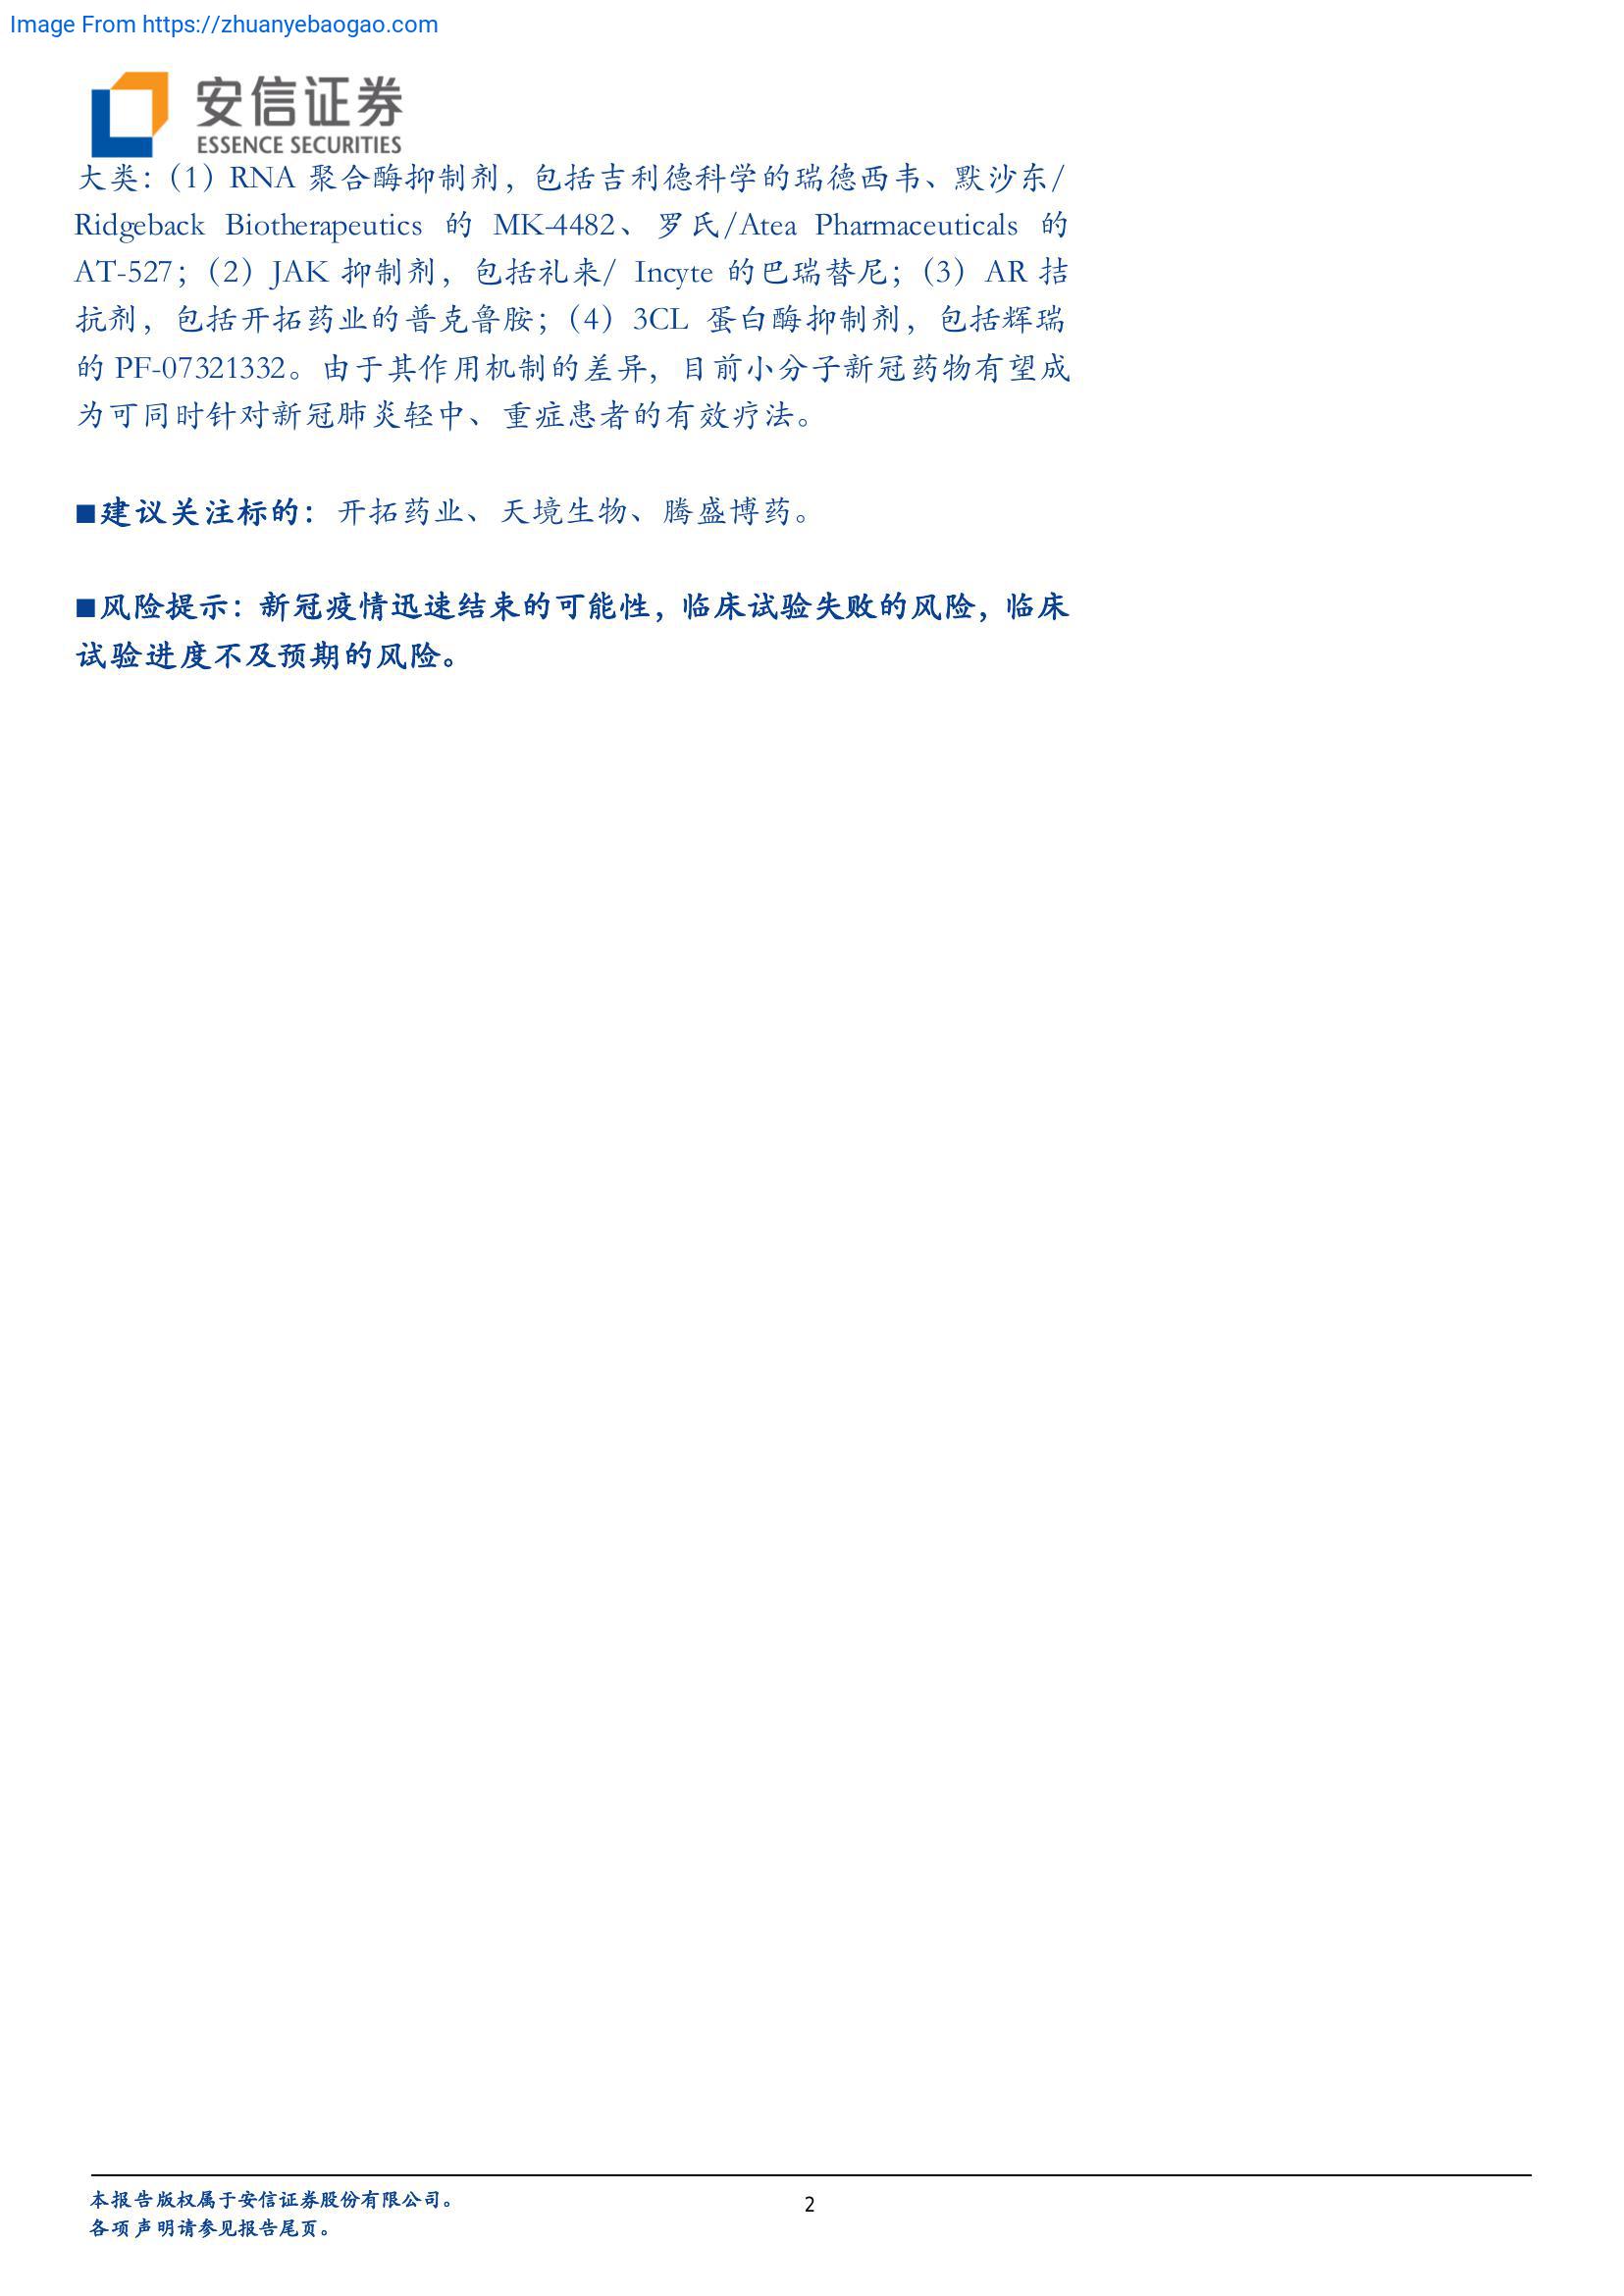 Image From https://zhuanyebaogao.com
安信证券
ESSENCE SECURITIES
大类：（1）RNA 聚合酶抑制剂，包括吉利德科学的瑞德西韦、默沙东/
Ridgeback Biotherapeutics 的 MK-4482、罗氏/Atea Pharmaceuticals 的
AT-527；（2）JAK 抑制剂，包括礼来/ Incyte 的巴瑞替尼；（3）AR 拮
抗剂，包括开拓药业的普克鲁胺；（4）3CL 蛋白酶抑制剂，包括辉瑞
的 PF-07321332。由于其作用机制的差异，目前小分子新冠药物有望成
为可同时针对新冠肺炎轻中、重症患者的有效疗法。
■建议关注标的：开拓药业、天境生物、腾盛博药。
■风险提示：新冠疫情迅速结束的可能性，临床试验失败的风险，临床
试验进度不及预期的风险。
本报告版权属于安信证券股份有限公司。
各项声明请参见报告尾页。
2